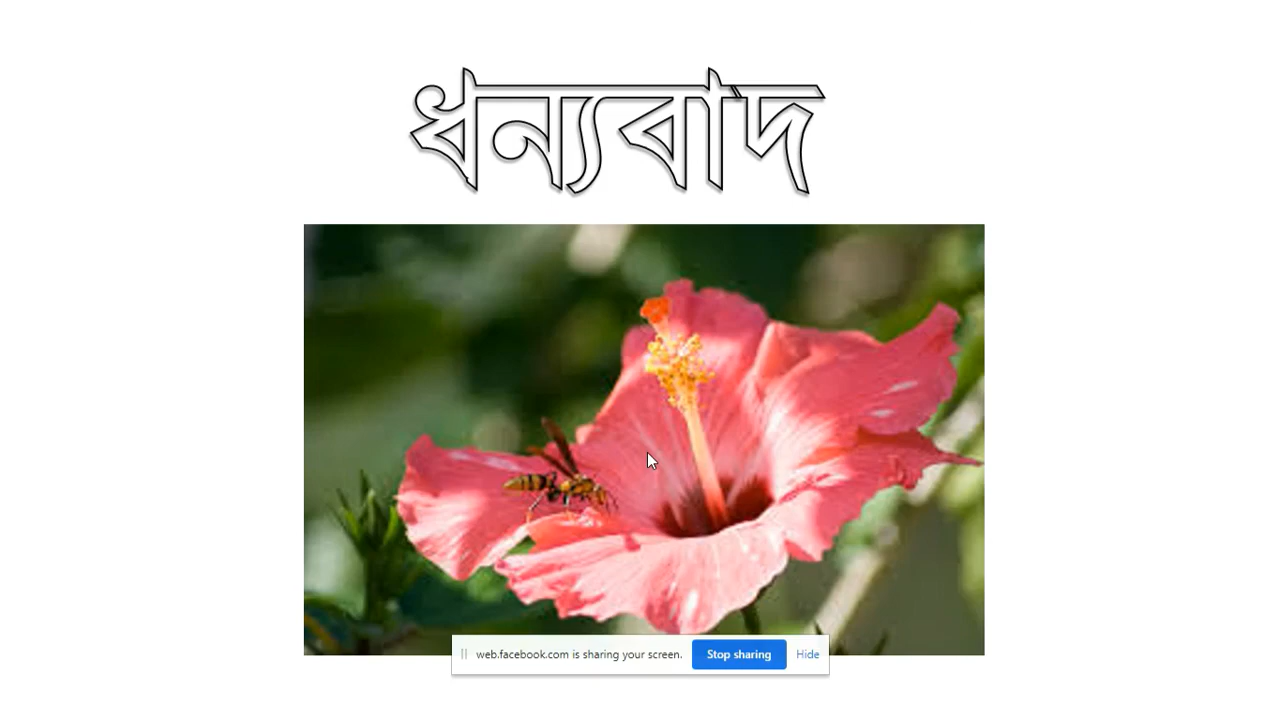 ধন্যবাদ
web.facebook.com is sharing your screen. Stop sharing Hide